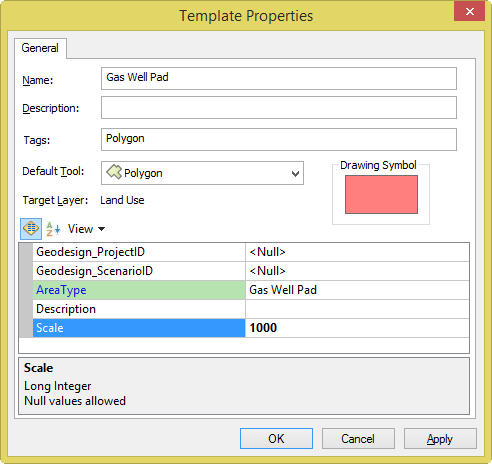 Template Properties
General
Name: Gas Well Pad
Description:
Tags: Polygon
Default Tool: Polygon
Drawing Symbol
Target Layer: Land Use
View
Geodesign_ProjectID <Null>
Geodesign_ScenarioID <Null>
AreaType Gas Well Pad
Description
Scale 1000
Scale
Long Integer
Null values allowed
OK Cancel Apply